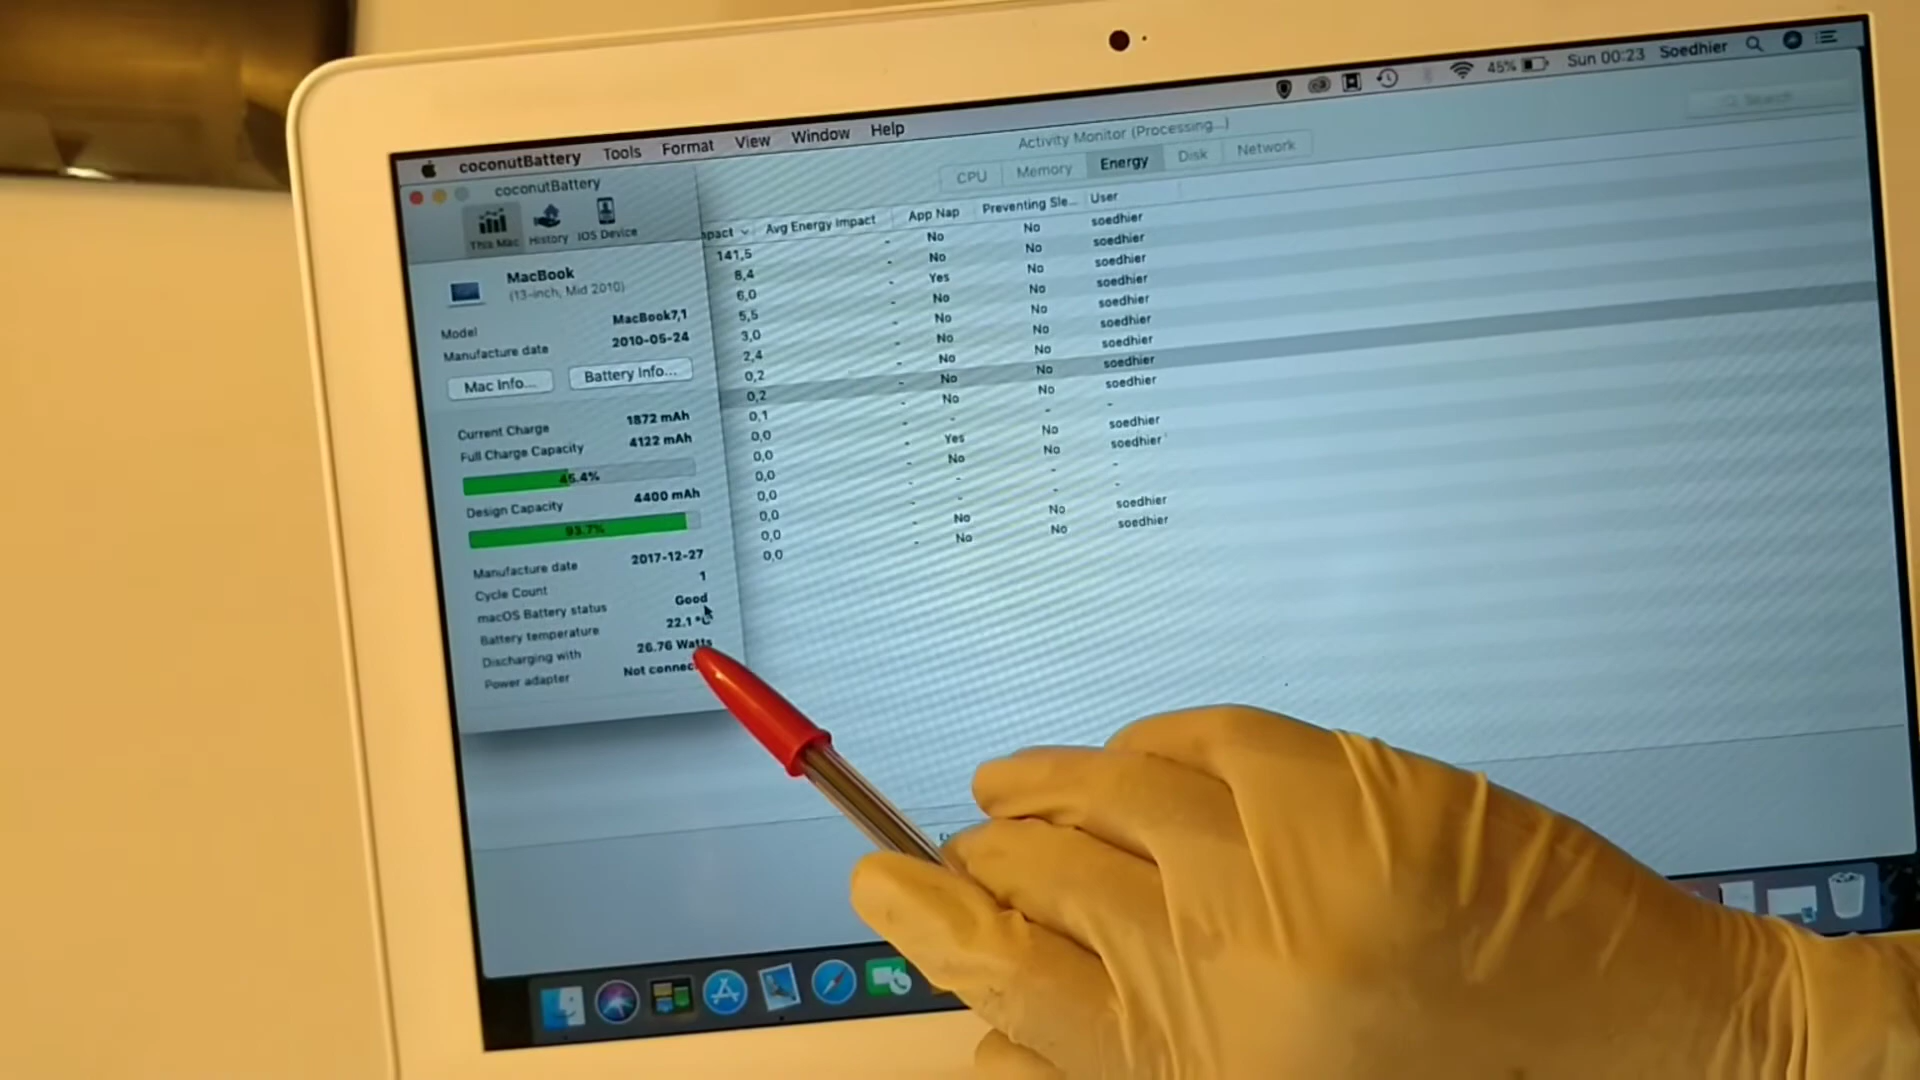 coconutBattery Tools Format View Window Help
45% Sun 00:23 Soedhier
coconutBattery
This Mac History iOS Device
MacBook
(13-inch, Mid 2010)
Model MacBook7,1
Manufacture date 2010-05-24
Mac Info... Battery Info...
Current Charge 1872 mAh
Full Charge Capacity 4122 mAh
45.4%
Design Capacity 4400 mAh
93.7%
Manufacture date 2017-12-27
Cycle Count 1
macOS Battery status Good
Battery temperature 22.1 °C
Discharging with 26.76 Watts
Power adapter Not connec
Activity Monitor (Processing...)
Search
CPU Memory Energy Disk Network
pact Avg Energy Impact App Nap Preventing Sle... User
141,5 - No No soedhier
8,4 - No No soedhier
6,0 - Yes No soedhier
5,5 - No No soedhier
3,0 - No No soedhier
2,4 - No No soedhier
0,2 - No No soedhier
0,2 - No No soedhier
0,1 - No No soedhier
0,0 - - - -
0,0 - Yes No soedhier
0,0 - No No soedhier
0,0 - - - -
0,0 - - - -
0,0 - No No soedhier
0,0 - No No soedhier